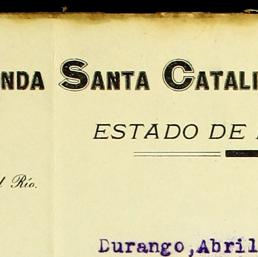 NDA SANTA CATALI
ESTADO DE
l Río.
Durango, Abril